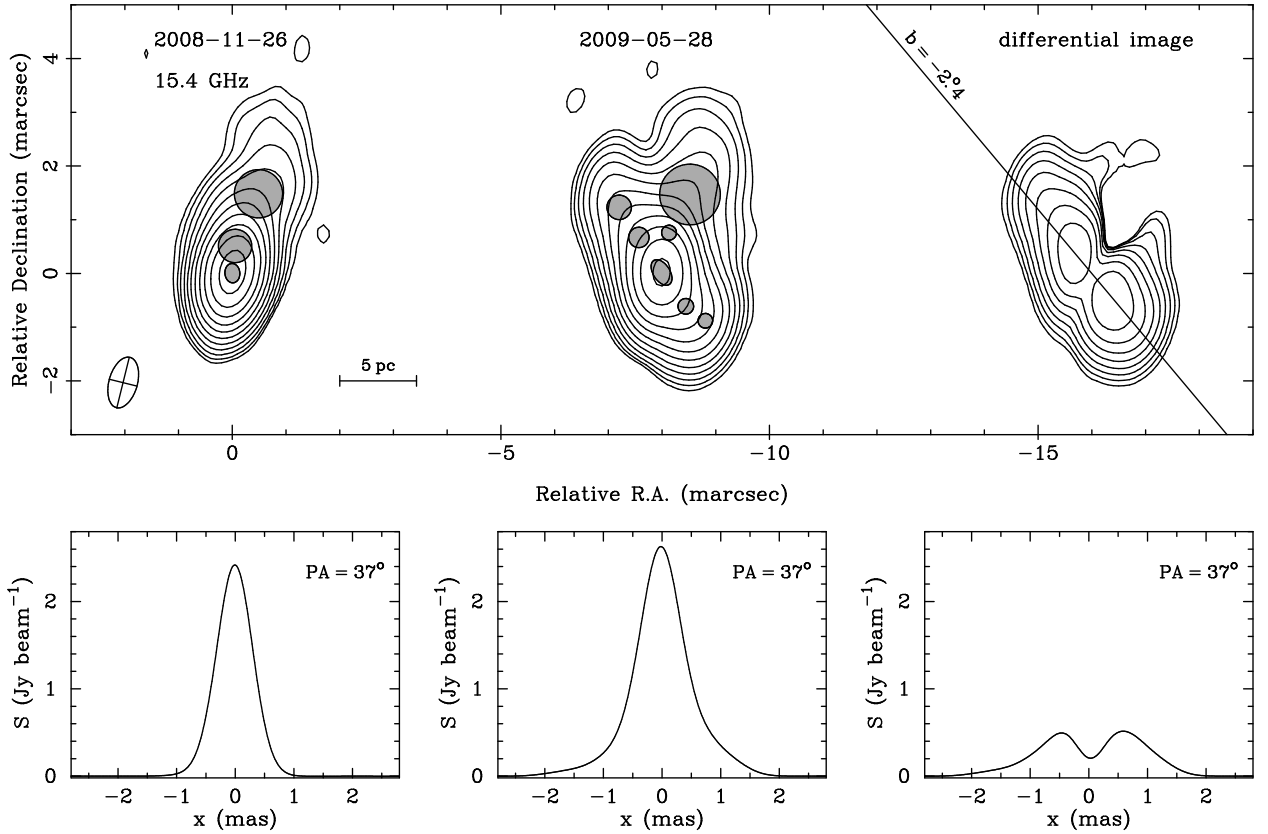 2008−11−26
15.4 GHz
2009−05−28
differential image
b = −2°.4
4
2
0
−2
Relative Declination (marcsec)
5 pc
0
−5
−10
−15
Relative R.A. (marcsec)
PA = 37°
2
1
0
S (Jy beam⁻¹)
−2
−1
0
1
2
x (mas)
PA = 37°
2
1
0
S (Jy beam⁻¹)
−2
−1
0
1
2
x (mas)
PA = 37°
2
1
0
S (Jy beam⁻¹)
−2
−1
0
1
2
x (mas)